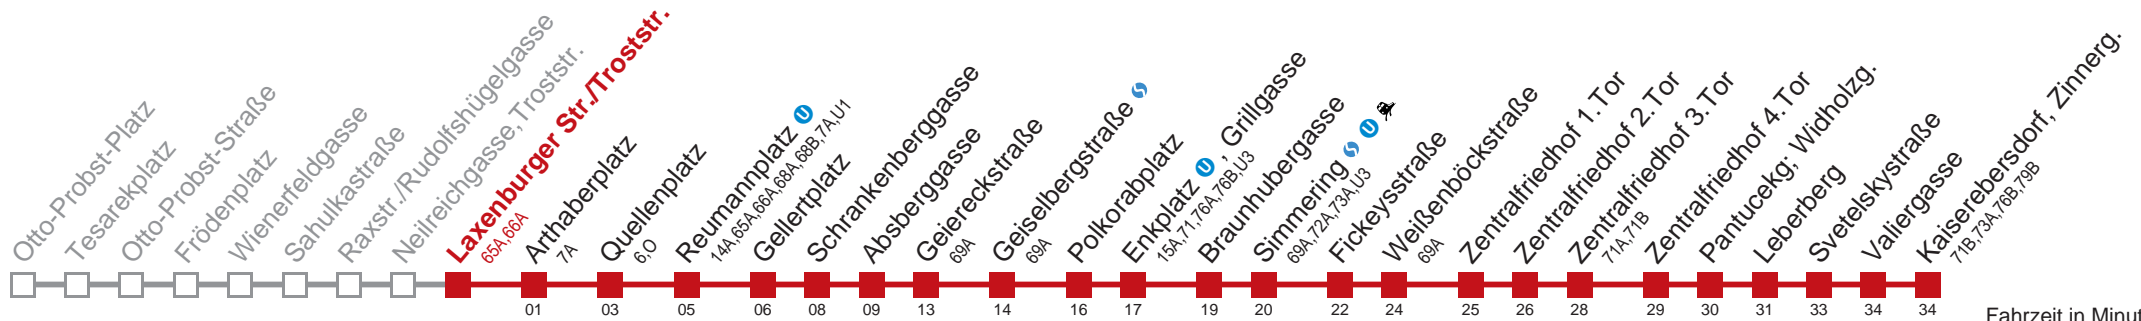 Otto-Probst-Platz
Tesarekplatz
Otto-Probst-Straße
Frödenplatz
Wienerfeldgasse
Sahulkastraße
Raxstr./Rudolfshügelgasse
Neilreichgasse, Troststr.
Laxenburger Str./Troststr.
65A,66A
Arthaberplatz
7A
Quellenplatz
6,O
Reumannplatz U
14A,65A,66A,68A,68B,7A,U1
Gellertplatz
Schrankenberggasse
Absberggasse
Geiereckstraße
69A
Geiselbergstraße S
69A
Polkorabplatz
Enkplatz U , Grillgasse
15A,71,76A,76B,U3
Braunhubergasse
Simmering S U
69A,72A,73A,U3
Fickeysstraße
Weißenböckstraße
69A
Zentralfriedhof 1. Tor
Zentralfriedhof 2. Tor
Zentralfriedhof 3. Tor
71A,71B
Zentralfriedhof 4. Tor
Pantucekg; Widholzg.
Leberberg
Svetelskystraße
Valiergasse
Kaiserebersdorf, Zinnerg.
71B,73A,76B,79B
01 03 05 06 08 09 13 14 16 17 19 20 22 24 25 26 28 29 30 31 33 34 34
Fahrzeit in Minut